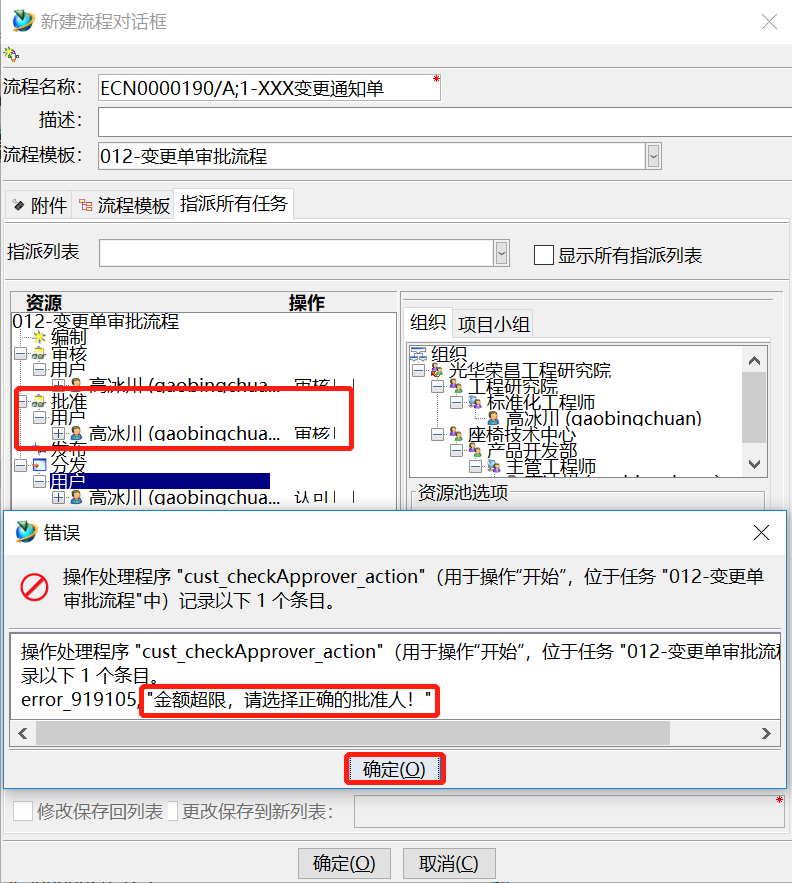 新建流程对话框
流程名称: ECN0000190/A;1-XXX变更通知单 *
描述:
流程模板: 012-变更单审批流程
附件 流程模板 指派所有任务
指派列表 显示所有指派列表
资源 操作
012-变更单审批流程
编制
审核
用户
高冰川 (gaobingchua... 审核
批准
用户
高冰川 (gaobingchua... 审核
发布
分发
用户
高冰川 (gaobingchua... 认可
组织 项目小组
组织
光华荣昌工程研究院
工程研究院
标准化工程师
高冰川 (gaobingchuan)
座椅技术中心
产品开发部
主管工程师
资源池选项
错误
操作处理程序 "cust_checkApprover_action"（用于操作“开始”，位于任务 "012-变更单
审批流程"中）记录以下 1 个条目。
操作处理程序 "cust_checkApprover_action"（用于操作“开始”，位于任务 "012-变更单审批流程
录以下 1 个条目。
error_919105, "金额超限，请选择正确的批准人！"
确定(O)
修改保存回列表 更改保存到新列表: *
确定(O) 取消(C)